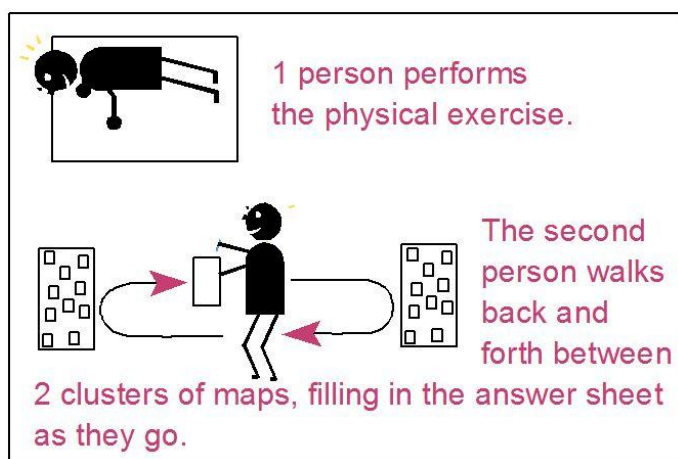 1 person performs
the physical exercise.
The second
person walks
back and
forth between
2 clusters of maps, filling in the answer sheet
as they go.